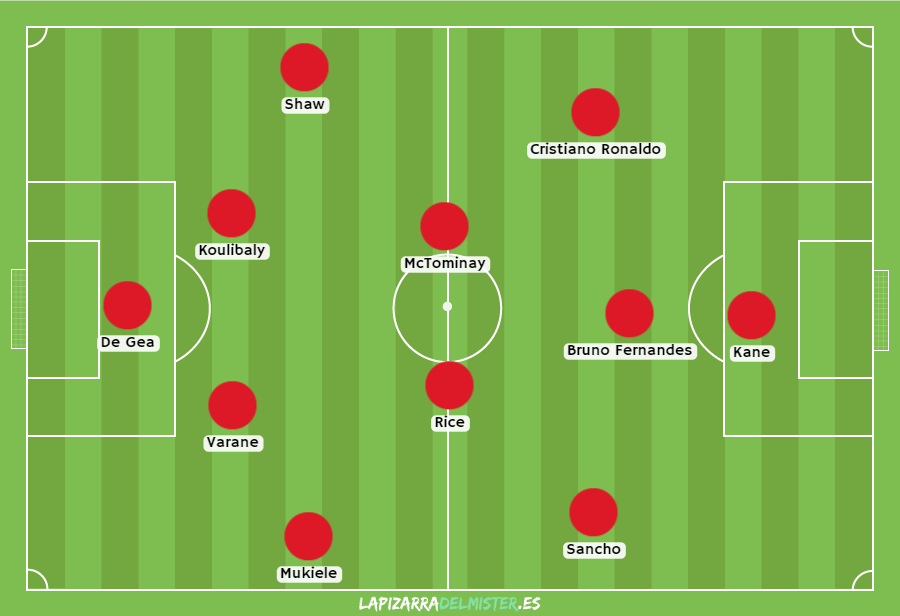 Shaw
Cristiano Ronaldo
Koulibaly
McTominay
De Gea
Bruno Fernandes
Kane
Rice
Varane
Sancho
Mukiele
LAPIZARRADELMISTER.ES